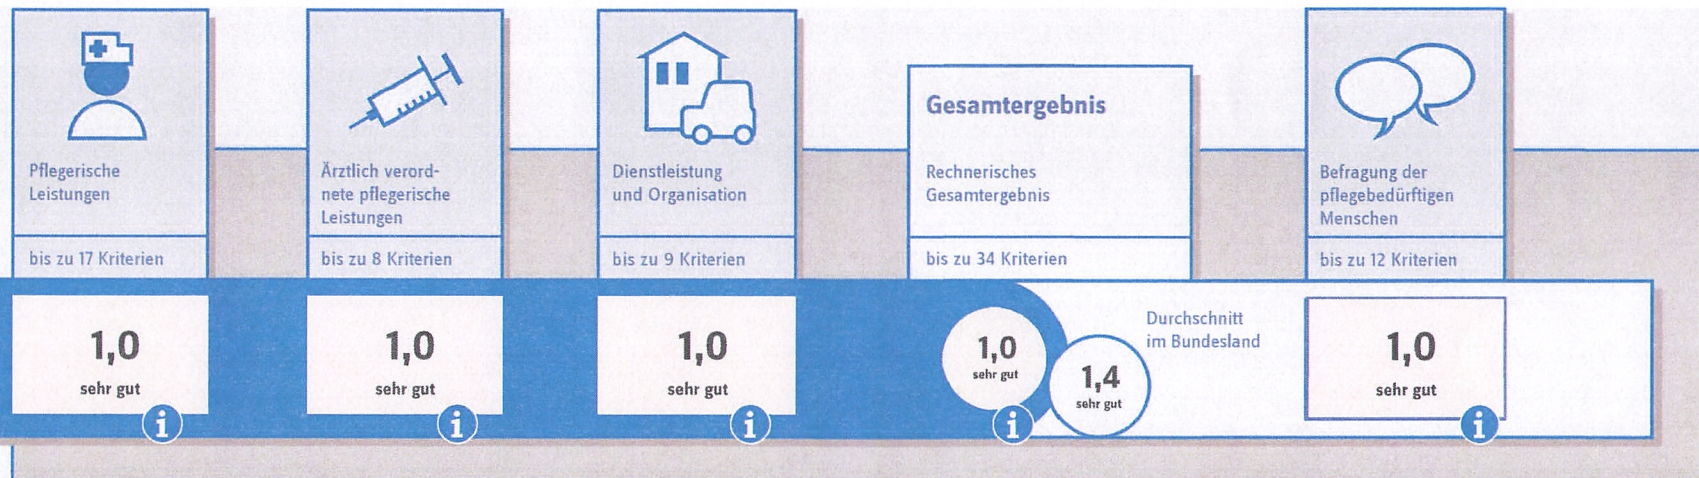 Pflegerische
Leistungen
bis zu 17 Kriterien
1,0
sehr gut
i
Ärztlich verord-
nete pflegerische
Leistungen
bis zu 8 Kriterien
1,0
sehr gut
i
Dienstleistung
und Organisation
bis zu 9 Kriterien
1,0
sehr gut
i
Gesamtergebnis
Rechnerisches
Gesamtergebnis
bis zu 34 Kriterien
1,0
sehr gut
i
1,4
sehr gut
Durchschnitt
im Bundesland
Befragung der
pflegebedürftigen
Menschen
bis zu 12 Kriterien
1,0
sehr gut
i